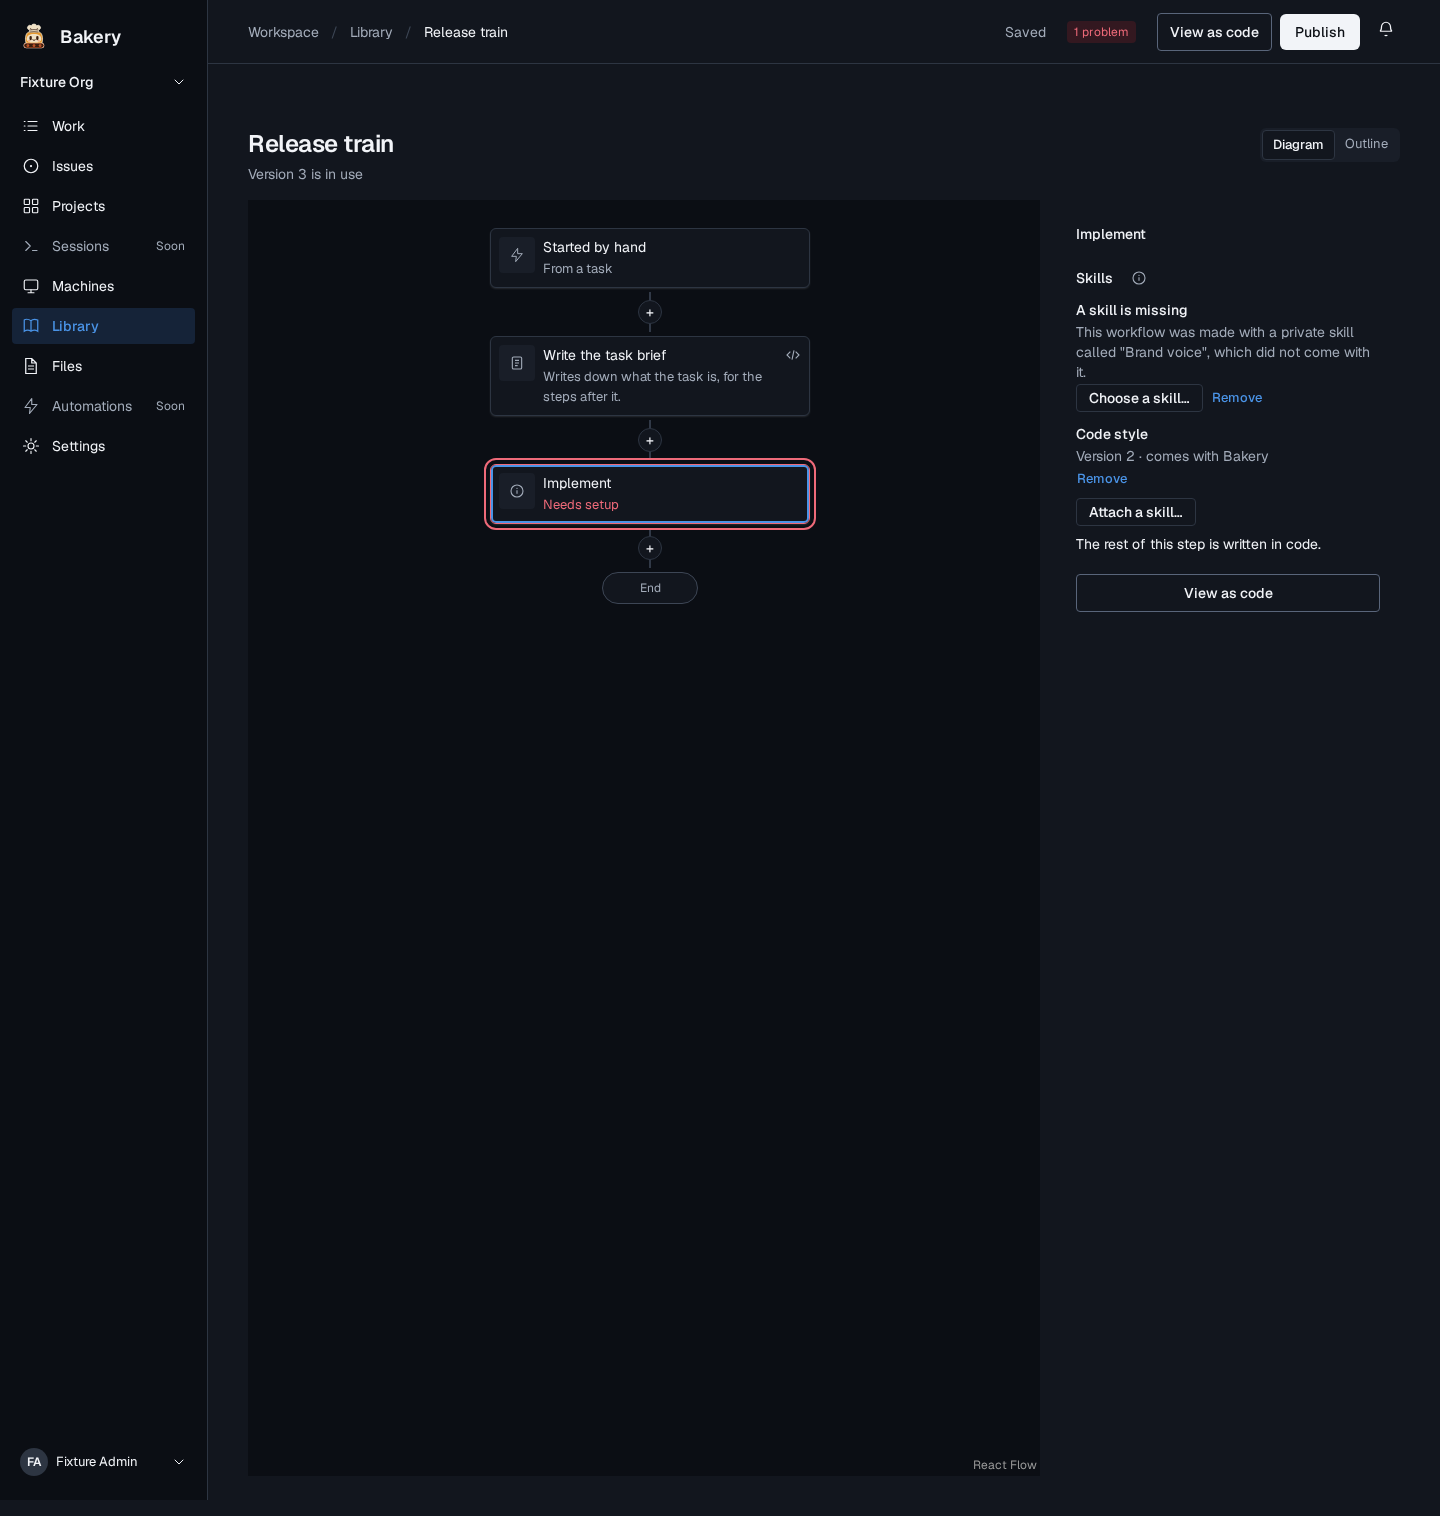 Bakery
Fixture Org
Work
Issues
Projects
Sessions Soon
Machines
Library
Files
Automations Soon
Settings
FA Fixture Admin
Workspace / Library / Release train
Saved 1 problem View as code Publish
Release train
Version 3 is in use
Diagram Outline
Started by hand
From a task
+
Write the task brief
Writes down what the task is, for the
steps after it.
+
Implement
Needs setup
+
End
React Flow
Implement
Skills
A skill is missing
This workflow was made with a private skill
called "Brand voice", which did not come with
it.
Choose a skill... Remove
Code style
Version 2 · comes with Bakery
Remove
Attach a skill...
The rest of this step is written in code.
View as code